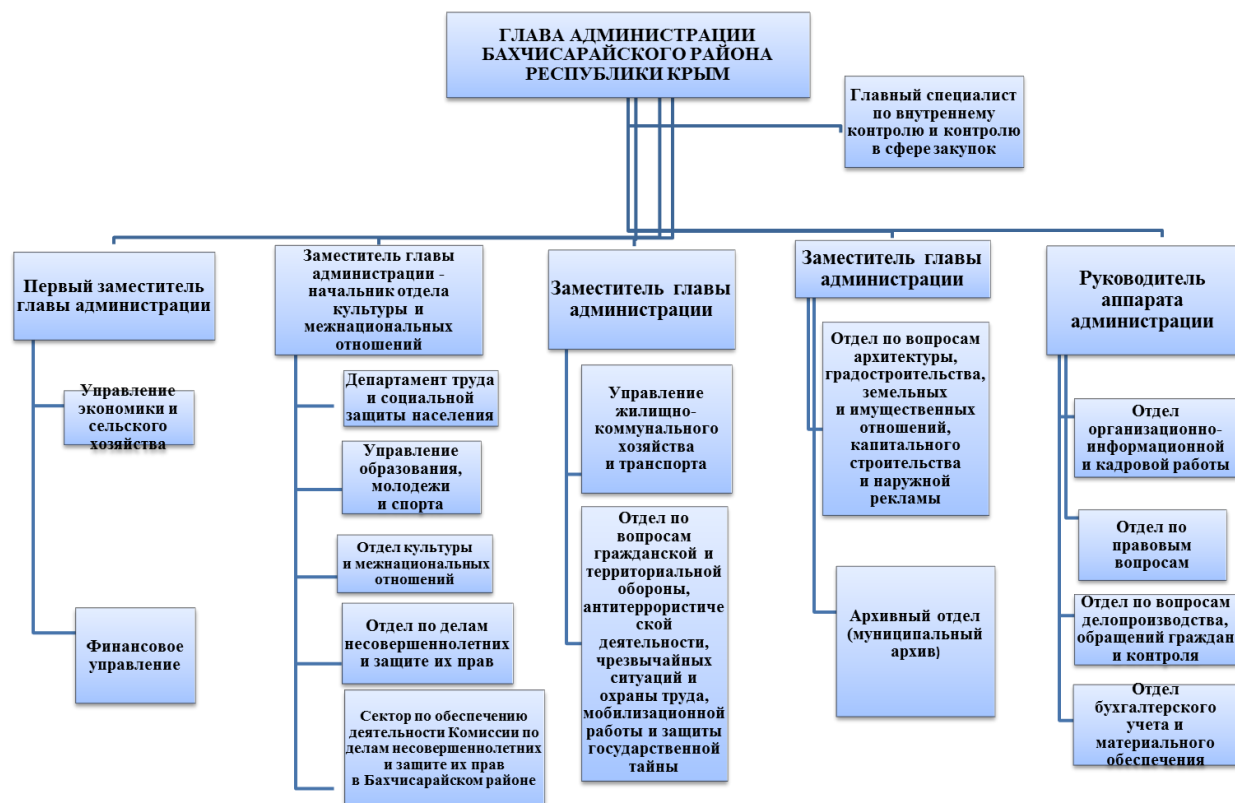 ГЛАВА АДМИНИСТРАЦИИ
БАХЧИСАРАЙСКОГО РАЙОНА
РЕСПУБЛИКИ КРЫМ
Главный специалист
по внутреннему
контролю и контролю
в сфере закупок
Первый заместитель
главы администрации
Управление
экономики и
сельского
хозяйства
Финансовое
управление
Заместитель главы
администрации -
начальник отдела
культуры и
межнациональных
отношений
Департамент труда
и социальной
защиты населения
Управление
образования,
молодежи
и спорта
Отдел культуры
и межнациональных
отношений
Отдел по делам
несовершеннолетних
и защите их прав
Сектор по обеспечению
деятельности Комиссии по
делам несовершеннолетних
и защите их прав
в Бахчисарайском районе
Заместитель главы
администрации
Управление
жилищно-
коммунального
хозяйства
и транспорта
Отдел по
вопросам
гражданской и
территориальной
обороны,
антитеррористиче
ской
деятельности,
чрезвычайных
ситуаций и
охраны труда,
мобилизационной
работы и защиты
государственной
тайны
Заместитель главы
администрации
Отдел по вопросам
архитектуры,
градостроительства,
земельных
и имущественных
отношений,
капитального
строительства
и наружной
рекламы
Архивный отдел
(муниципальный
архив)
Руководитель
аппарата
администрации
Отдел
организационно-
информационной
и кадровой работы
Отдел по
правовым
вопросам
Отдел по вопросам
делопроизводства,
обращений граждан
и контроля
Отдел
бухгалтерского
учета и
материального
обеспечения